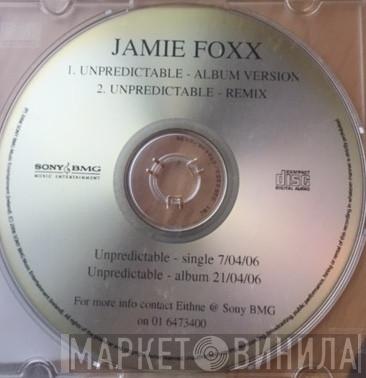 JAMIE FOXX
1. UNPREDICTABLE - ALBUM VERSION
2. UNPREDICTABLE - REMIX
SONY BMG
MUSIC ENTERTAINMENT
COMPACT
disc
DIGITAL AUDIO
Unpredictable - single 7/04/06
Unpredictable - album 21/04/06
For more info contact Eithne @ Sony BMG
on 01 6473400
МАРКЕТ ВИНИЛА